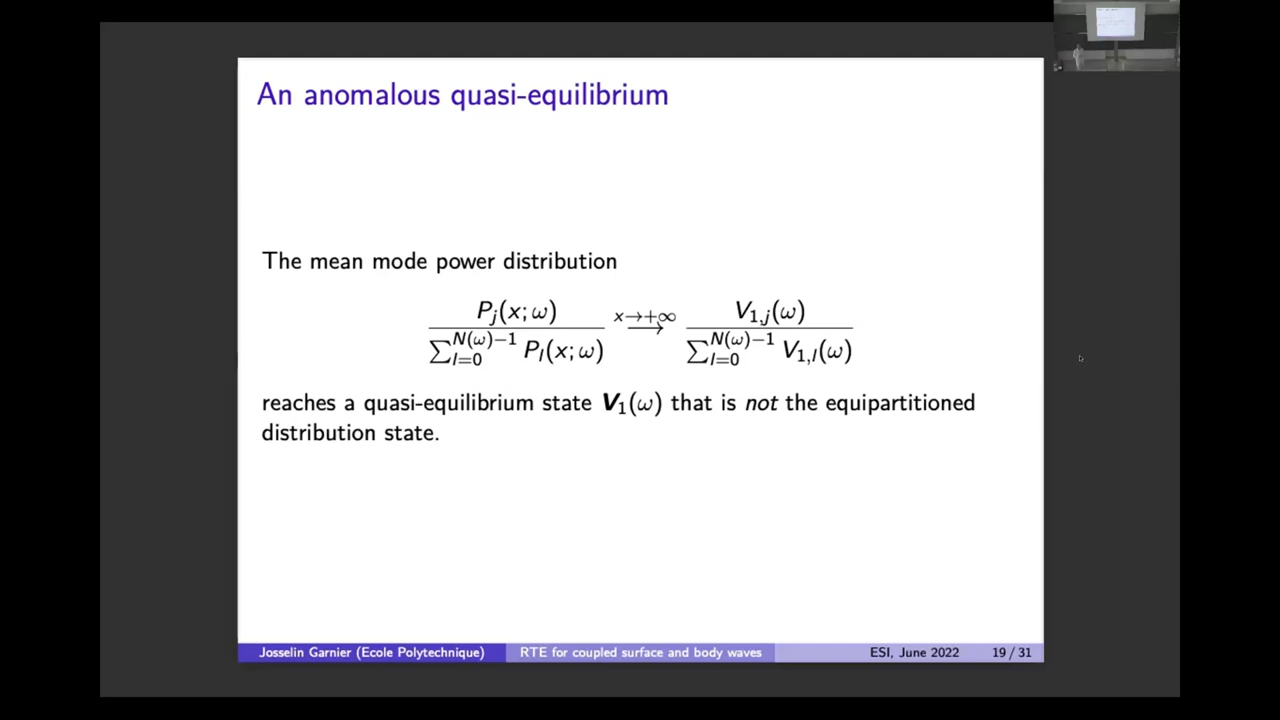 An anomalous quasi-equilibrium
The mean mode power distribution
P_j(x; ω) / ∑_{l=0}^{N(ω)−1} P_l(x; ω) ⟶^{x→+∞} V_{1,j}(ω) / ∑_{l=0}^{N(ω)−1} V_{1,l}(ω)
reaches a quasi-equilibrium state V_1(ω) that is not the equipartitioned
distribution state.
Josselin Garnier (Ecole Polytechnique) RTE for coupled surface and body waves ESI, June 2022 19 / 31